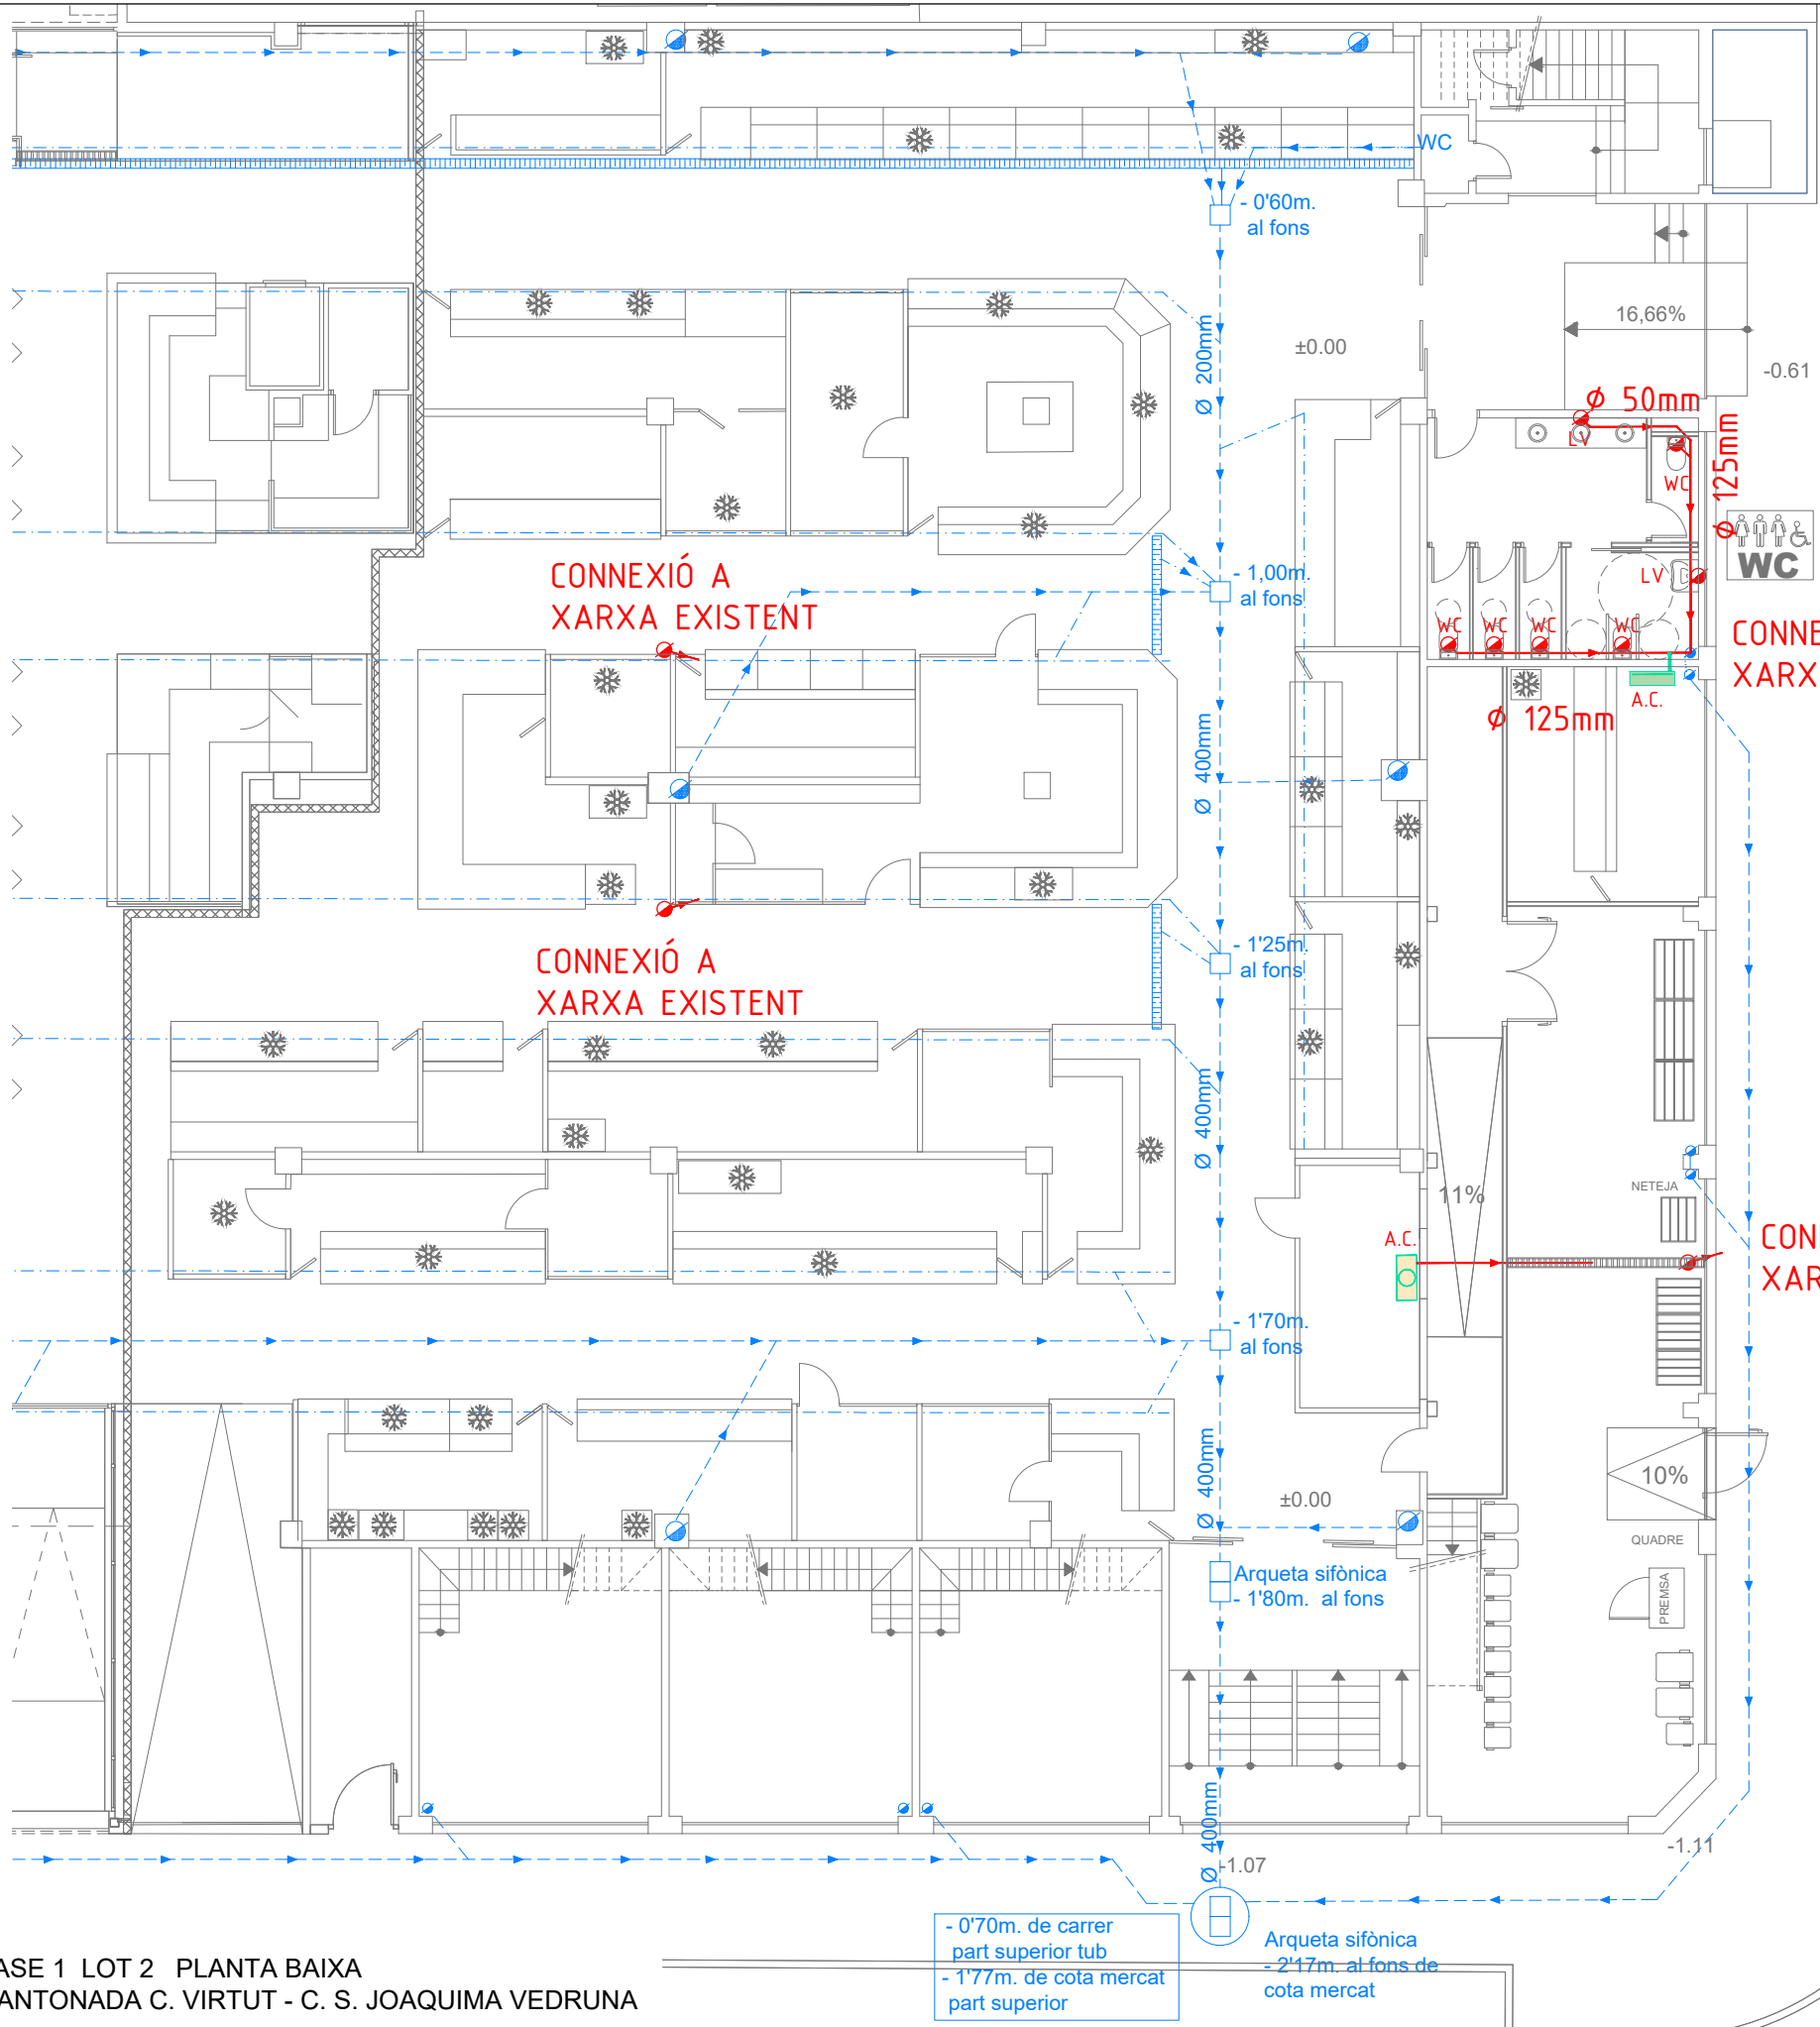 WC
- 0'60m.
al fons
16,66%
Ø 200mm
±0.00
-0.61
Ø 50mm
LV
WC
Ø 125mm
WC
CONNEXIÓ A
XARXA EXISTENT
- 1,00m.
al fons
LV
WC
WC
WC
WC
CONNE
XARX
A.C.
Ø 125mm
Ø 400mm
CONNEXIÓ A
XARXA EXISTENT
- 1'25m.
al fons
Ø 400mm
NETEJA
11%
A.C.
CON
XAR
- 1'70m.
al fons
Ø 400mm
10%
±0.00
QUADRE
Arqueta sifònica
- 1'80m. al fons
PREMSA
Ø 400mm
-1.07
-1.11
- 0'70m. de carrer
part superior tub
- 1'77m. de cota mercat
part superior
Arqueta sifònica
- 2'17m. al fons de
cota mercat
ASE 1 LOT 2 PLANTA BAIXA
ANTONADA C. VIRTUT - C. S. JOAQUIMA VEDRUNA